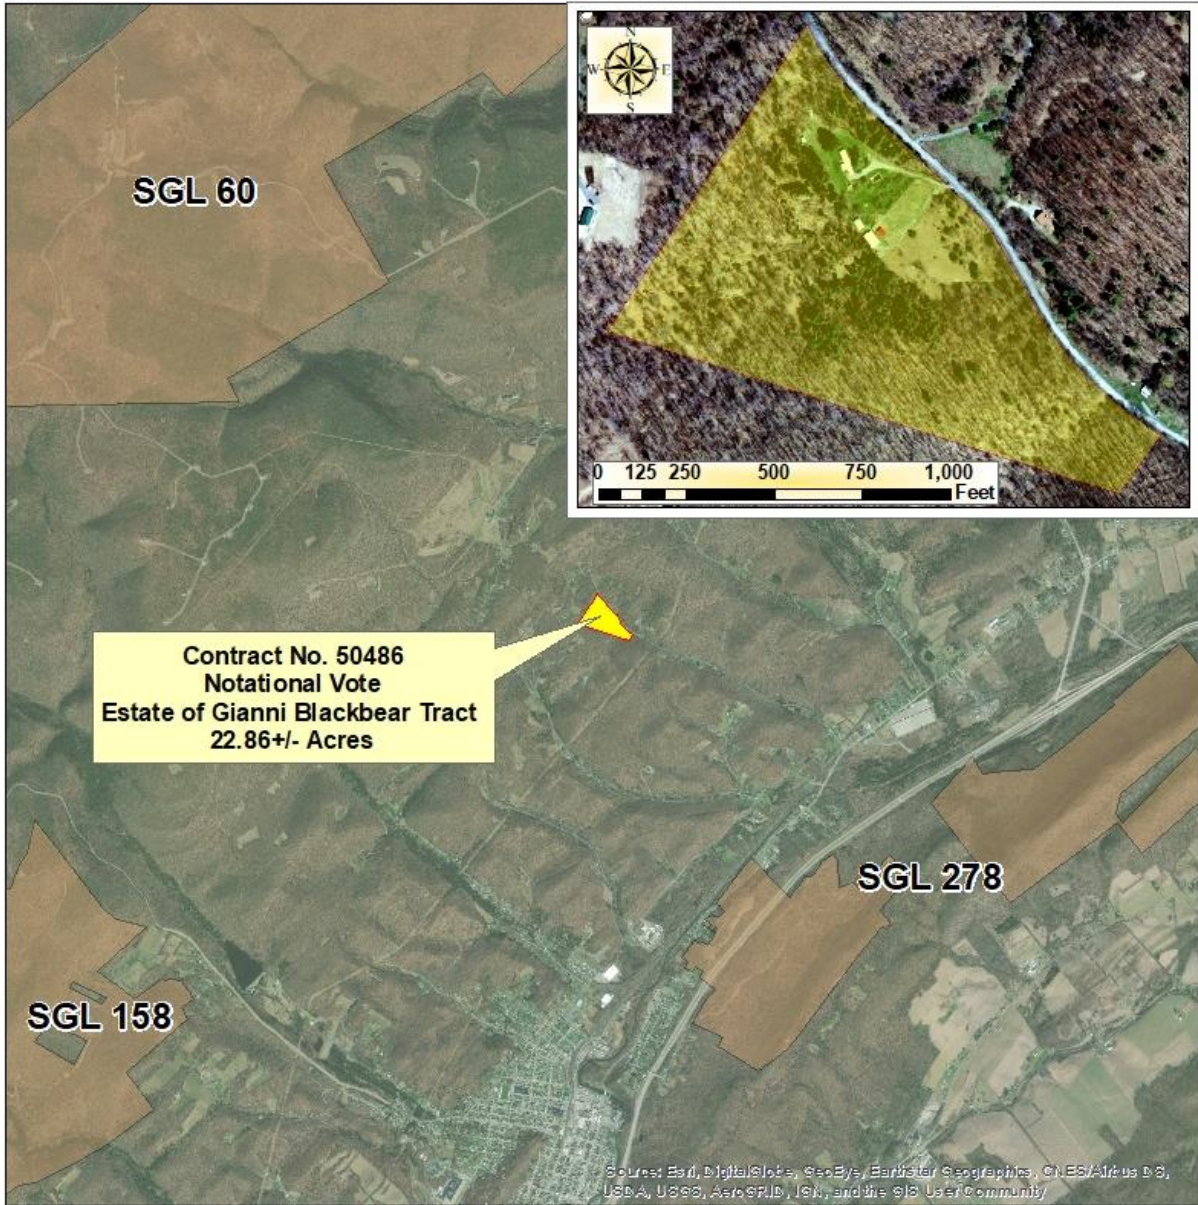 N
W E
S
SGL 60
0 125 250 500 750 1,000
Feet
Contract No. 50486
Notational Vote
Estate of Gianni Blackbear Tract
22.86+/- Acres
SGL 278
SGL 158
Source: Esri, DigitalGlobe, GeoEye, Earthstar Geographics, CNES/Airbus DS,
USDA, USGS, AeroGRID, IGN, and the GIS User Community